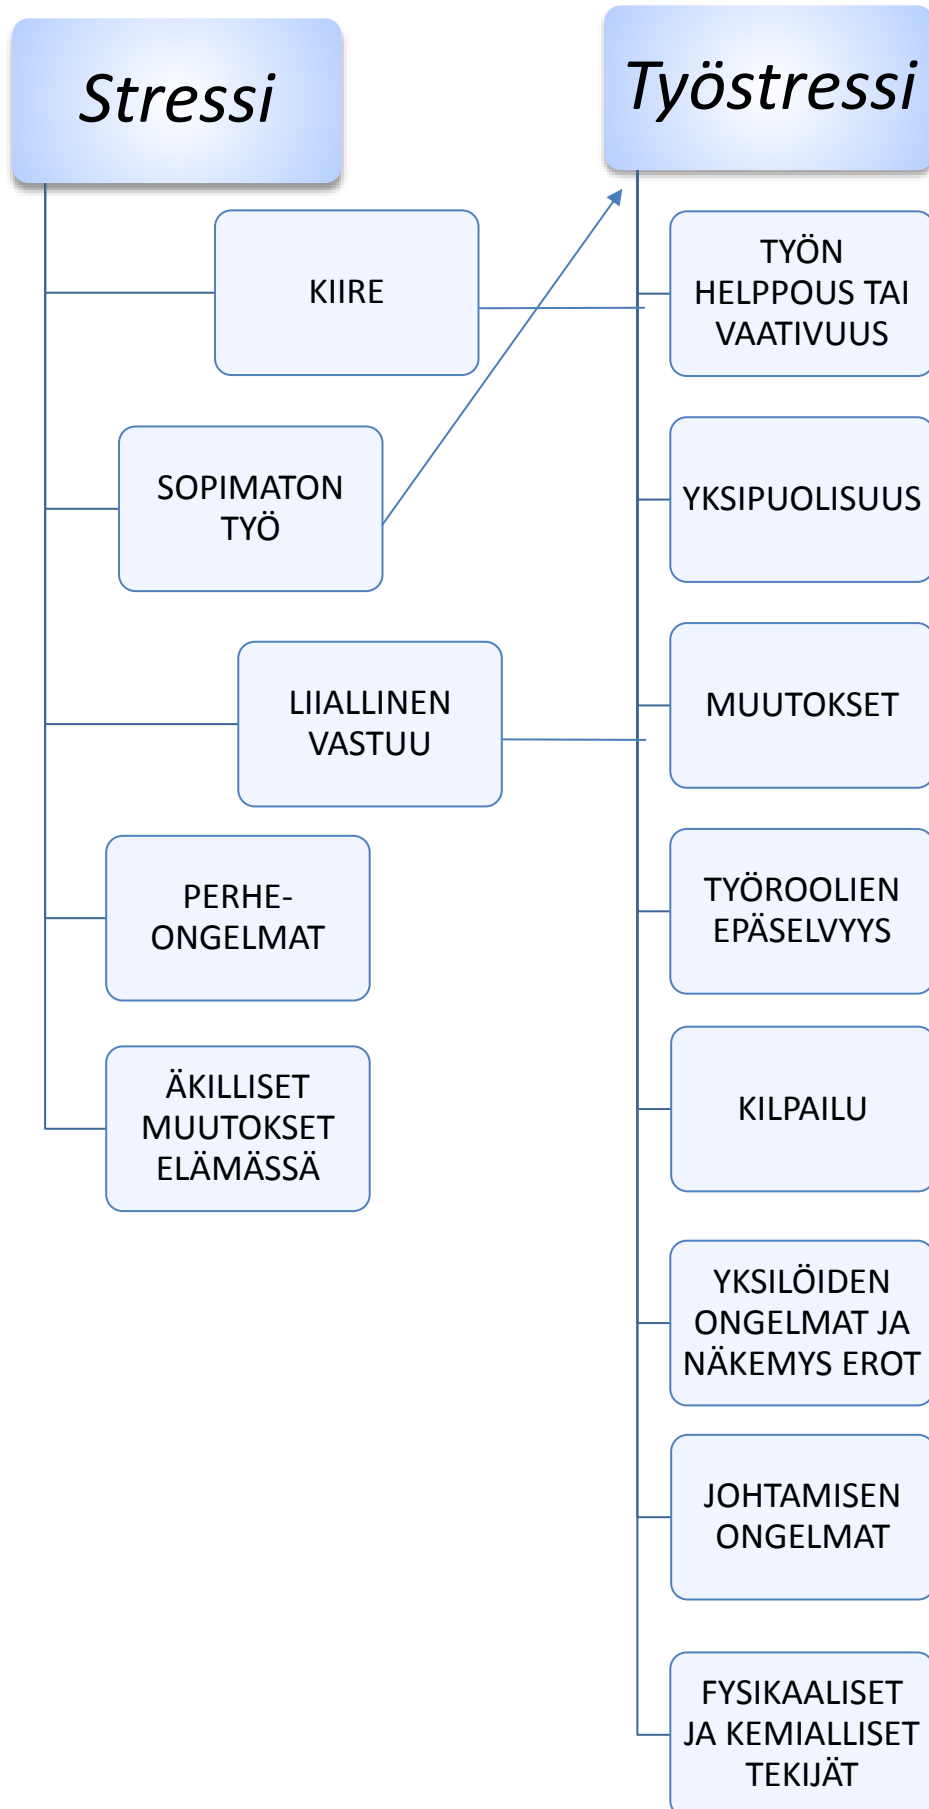 Stressi
KIIRE
SOPIMATON
TYÖ
LIIALLINEN
VASTUU
PERHE-
ONGELMAT
ÄKILLISET
MUUTOKSET
ELÄMÄSSÄ
Työstressi
TYÖN
HELPPOUS TAI
VAATIVUUS
YKSIPUOLISUUS
MUUTOKSET
TYÖROOLIEN
EPÄSELVYYS
KILPAILU
YKSILÖIDEN
ONGELMAT JA
NÄKEMYS EROT
JOHTAMISEN
ONGELMAT
FYSIKAALISET
JA KEMIALLISET
TEKIJÄT